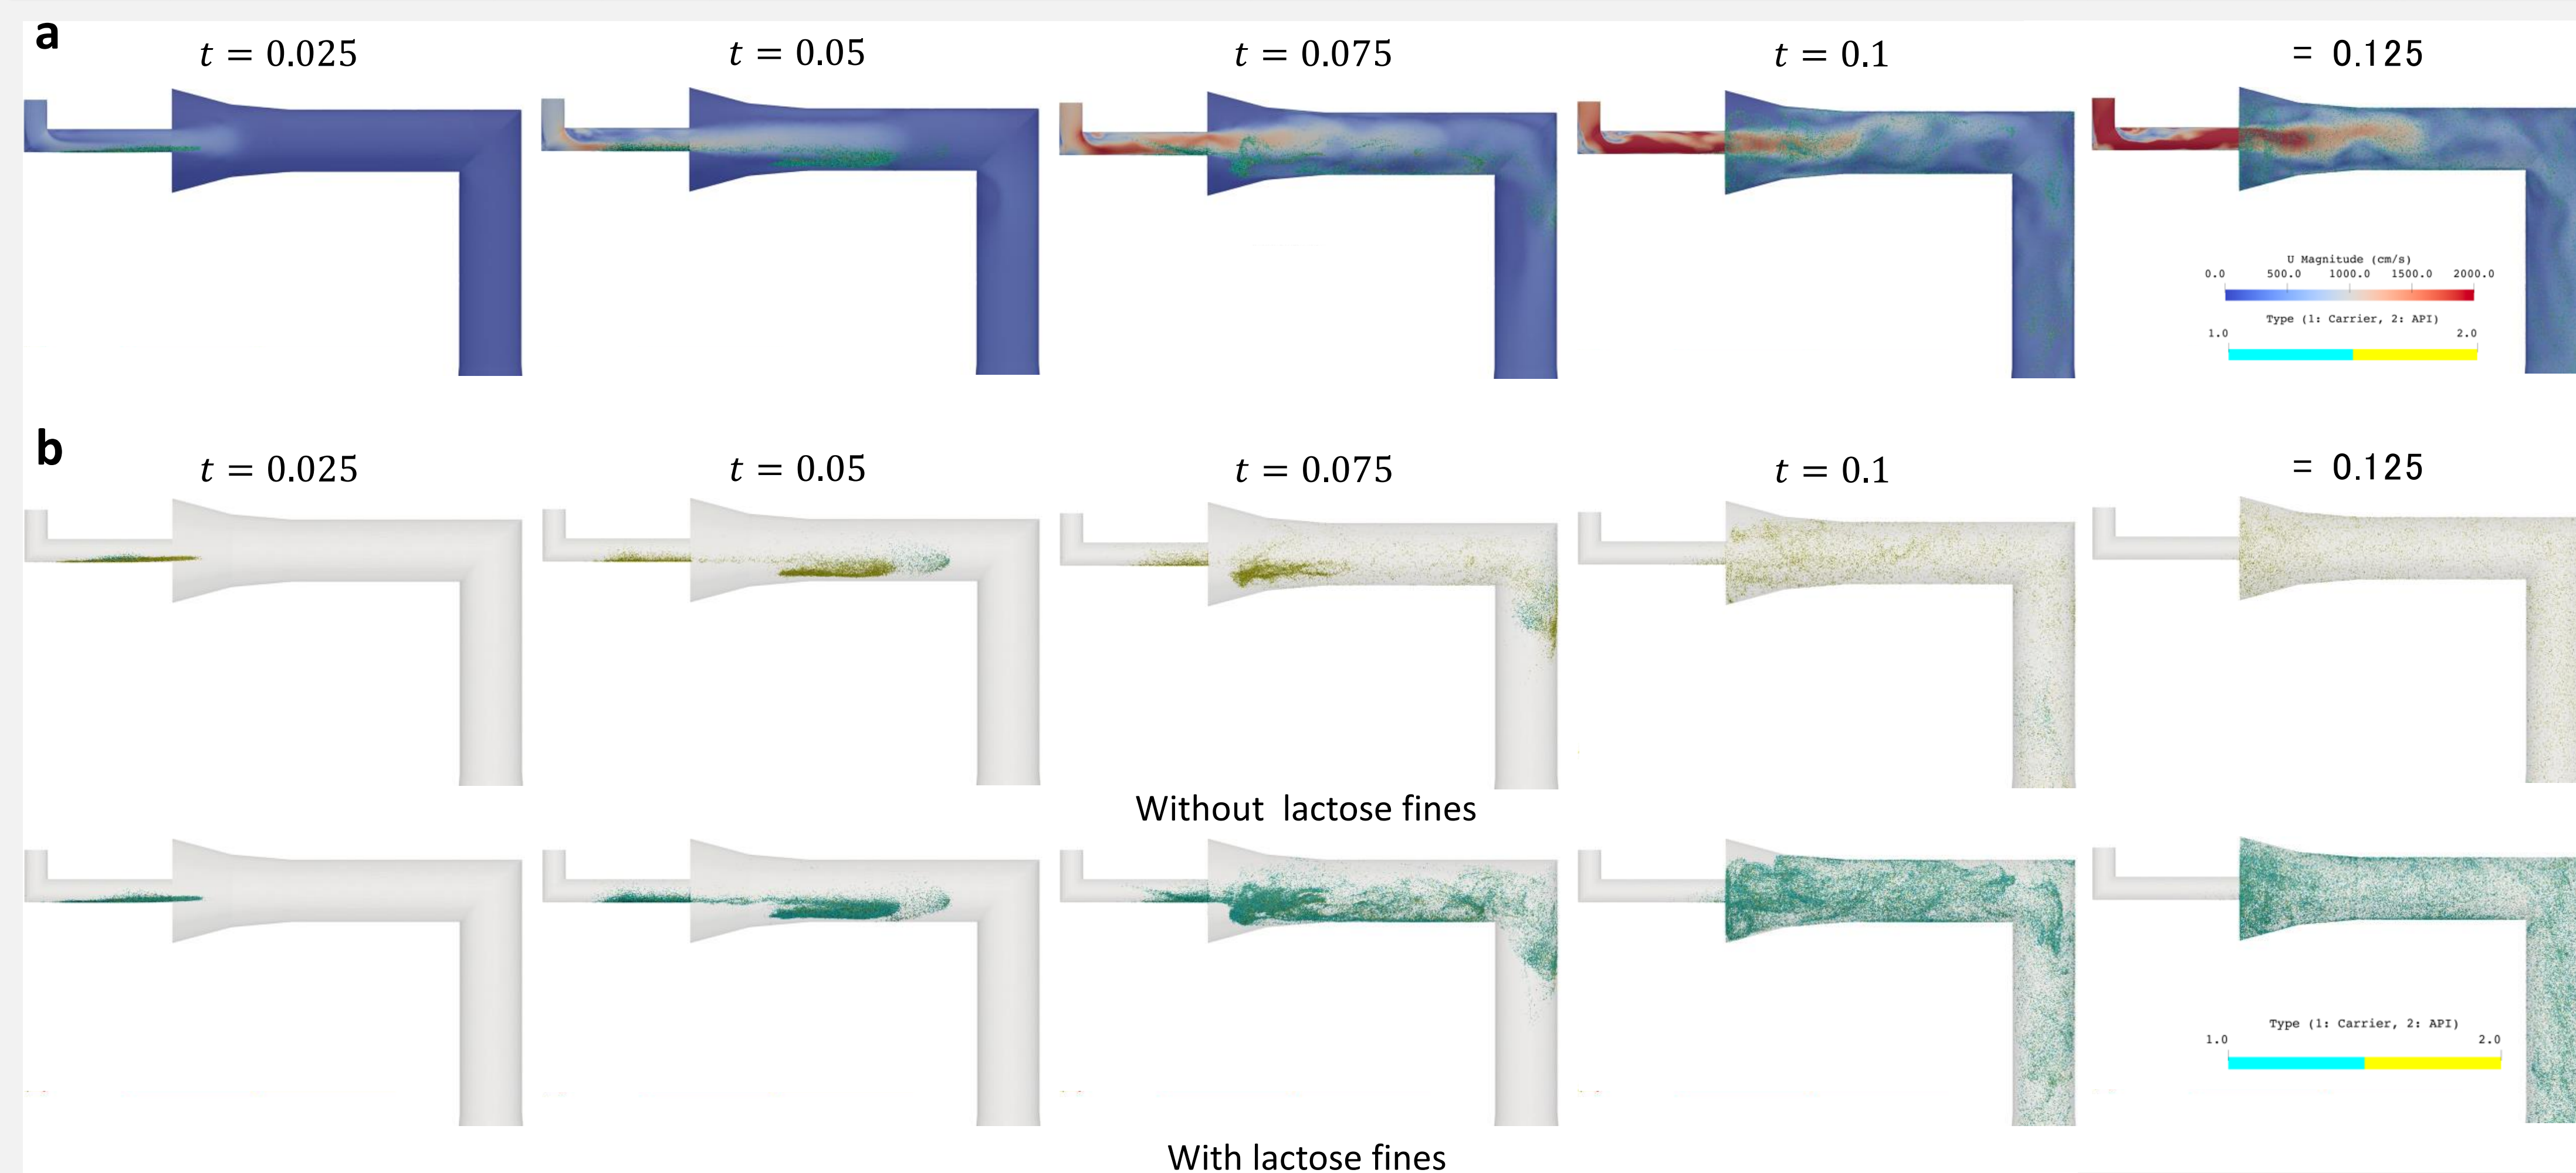 a
t = 0.025
t = 0.05
t = 0.075
t = 0.1
= 0.125
U Magnitude (cm/s)
0.0 500.0 1000.0 1500.0 2000.0
Type (1: Carrier, 2: API)
1.0 2.0
b
t = 0.025
t = 0.05
t = 0.075
t = 0.1
= 0.125
Without lactose fines
Type (1: Carrier, 2: API)
1.0 2.0
With lactose fines